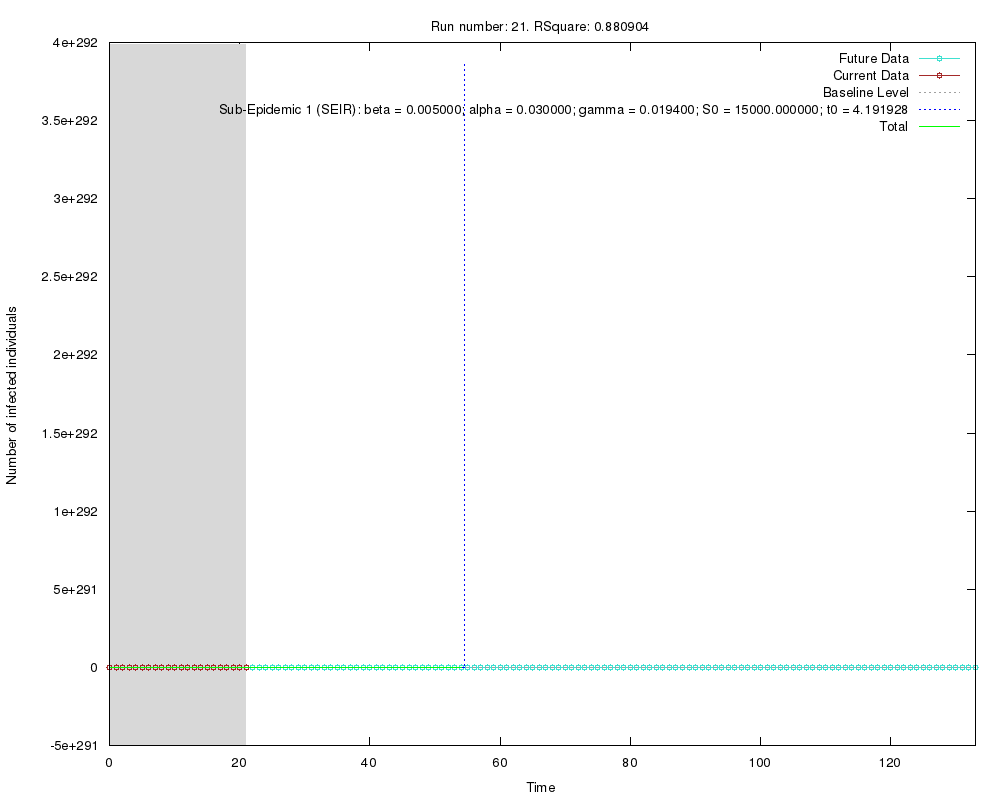 Run number: 21. RSquare: 0.880904
4e+292
3.5e+292
3e+292
2.5e+292
2e+292
1.5e+292
1e+292
5e+291
0
-5e+291
Number of infected individuals
Future Data
Current Data
Baseline Level
Sub-Epidemic 1 (SEIR): beta = 0.005000; alpha = 0.030000; gamma = 0.019400; S0 = 15000.000000; t0 = 4.191928
Total
0 20 40 60 80 100 120
Time